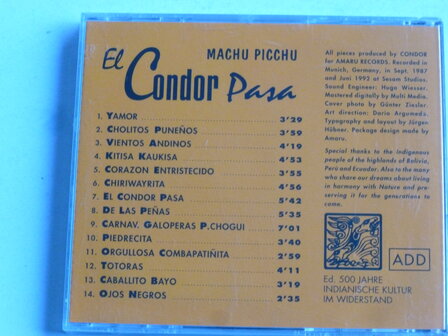 El Condor Pasa
MACHU PICCHU
1. YAMOR 3'29
2. CHOLITOS PUNEÑOS 3'59
3. VIENTOS ANDINOS 4'19
4. KITISA KAUKISA 4'53
5. CORAZON ENTRISTECIDO 3'55
6. CHIRIWAYRITA 4'56
7. EL CONDOR PASA 5'42
8. DE LAS PEÑAS 5'35
9. CARNAV. GALOPERAS P.CHOGUI 7'01
10. PIEDRECITA 3'40
11. ORGULLOSA COMBAPATIÑITA 5'59
12. TOTORAS 4'11
13. CABALLITO BAYO 3'19
14. OJOS NEGROS 2'35
All pieces produced by CONDOR
for AMARU RECORDS. Recorded in
Munich, Germany, in Sept. 1987
and Juni 1992 at Sesam Studios.
Sound Engineer: Hugo Wiesser.
Mastered digitally by Multi Media.
Cover photo by Günter Ziesler.
Art direction: Dario Argumedo.
Typography and layout by Jürgen-
Hübner. Package design made by
Amaru.
Special thanks to the indigenous
people of the highlands of Bolivia,
Perú and Ecuador. Also to the many
who share our dreams about living
in harmony with Nature and pre-
serving it for the generations to
come.
ADD
Ed. 500 JAHRE
INDIANISCHE KULTUR
IM WIDERSTAND